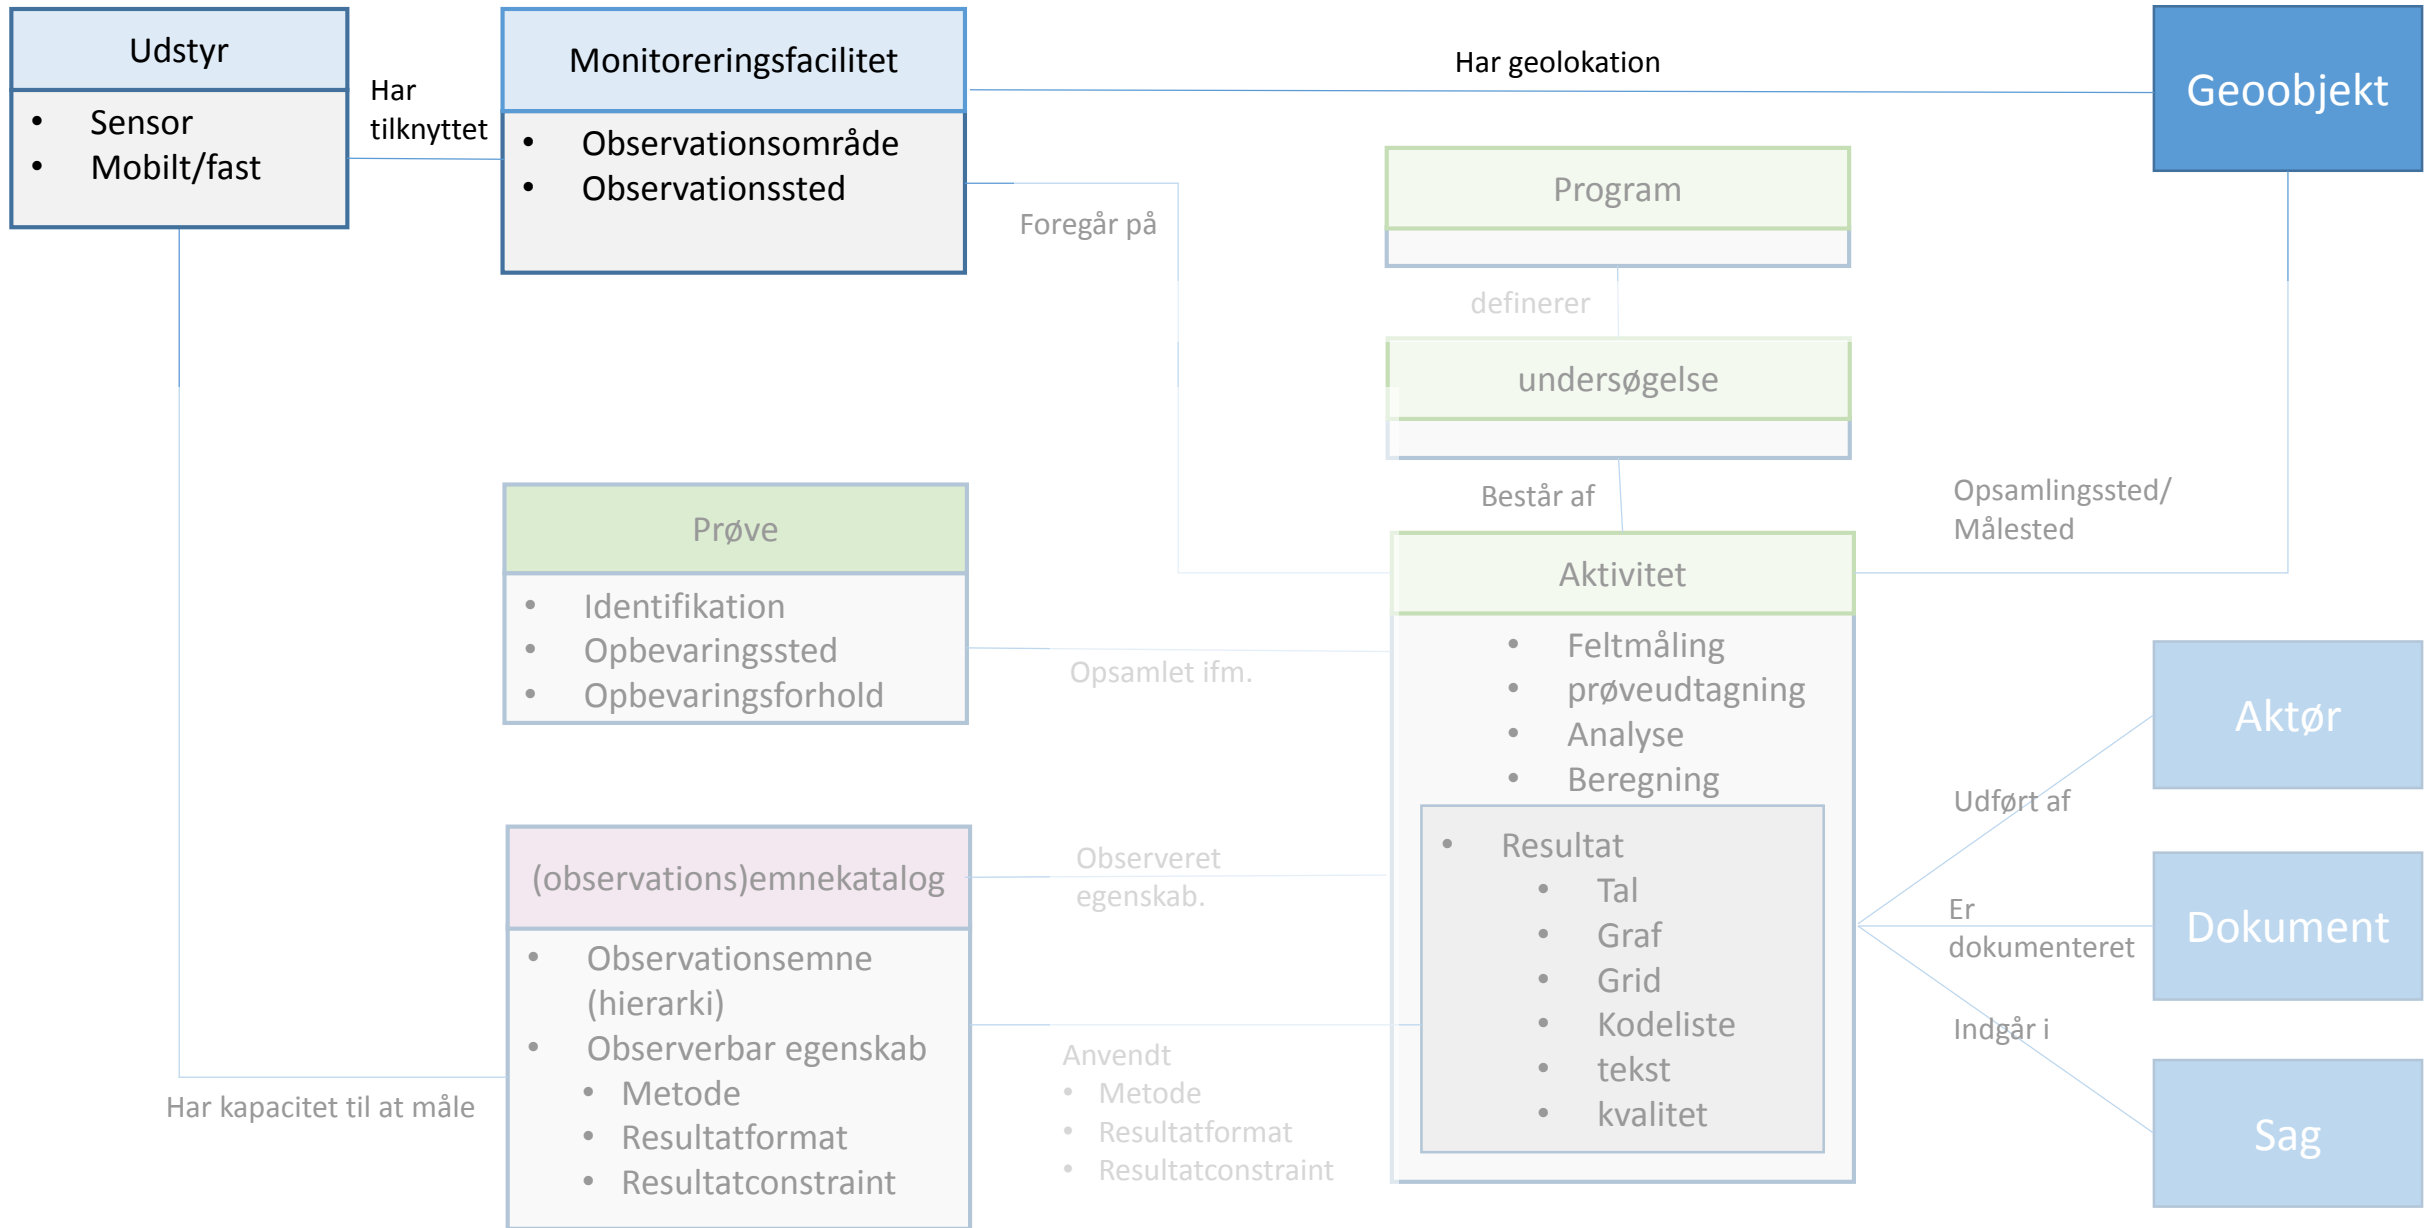 Udstyr
• Sensor
• Mobilt/fast
Har
tilknyttet
Monitoreringsfacilitet
• Observationsområde
• Observationssted
Har geolokation
Geoobjekt
Foregår på
Program
definerer
undersøgelse
Består af
Opsamlingssted/
Målested
Prøve
• Identifikation
• Opbevaringssted
• Opbevaringsforhold
Opsamlet ifm.
Aktivitet
• Feltmåling
• prøveudtagning
• Analyse
• Beregning
• Resultat
• Tal
• Graf
• Grid
• Kodeliste
• tekst
• kvalitet
(observations)emnekatalog
• Observationsemne
(hierarki)
• Observerbar egenskab
• Metode
• Resultatformat
• Resultatconstraint
Observeret
egenskab.
Anvendt
• Metode
• Resultatformat
• Resultatconstraint
Har kapacitet til at måle
Udført af
Aktør
Er
dokumenteret
Dokument
Indgår i
Sag